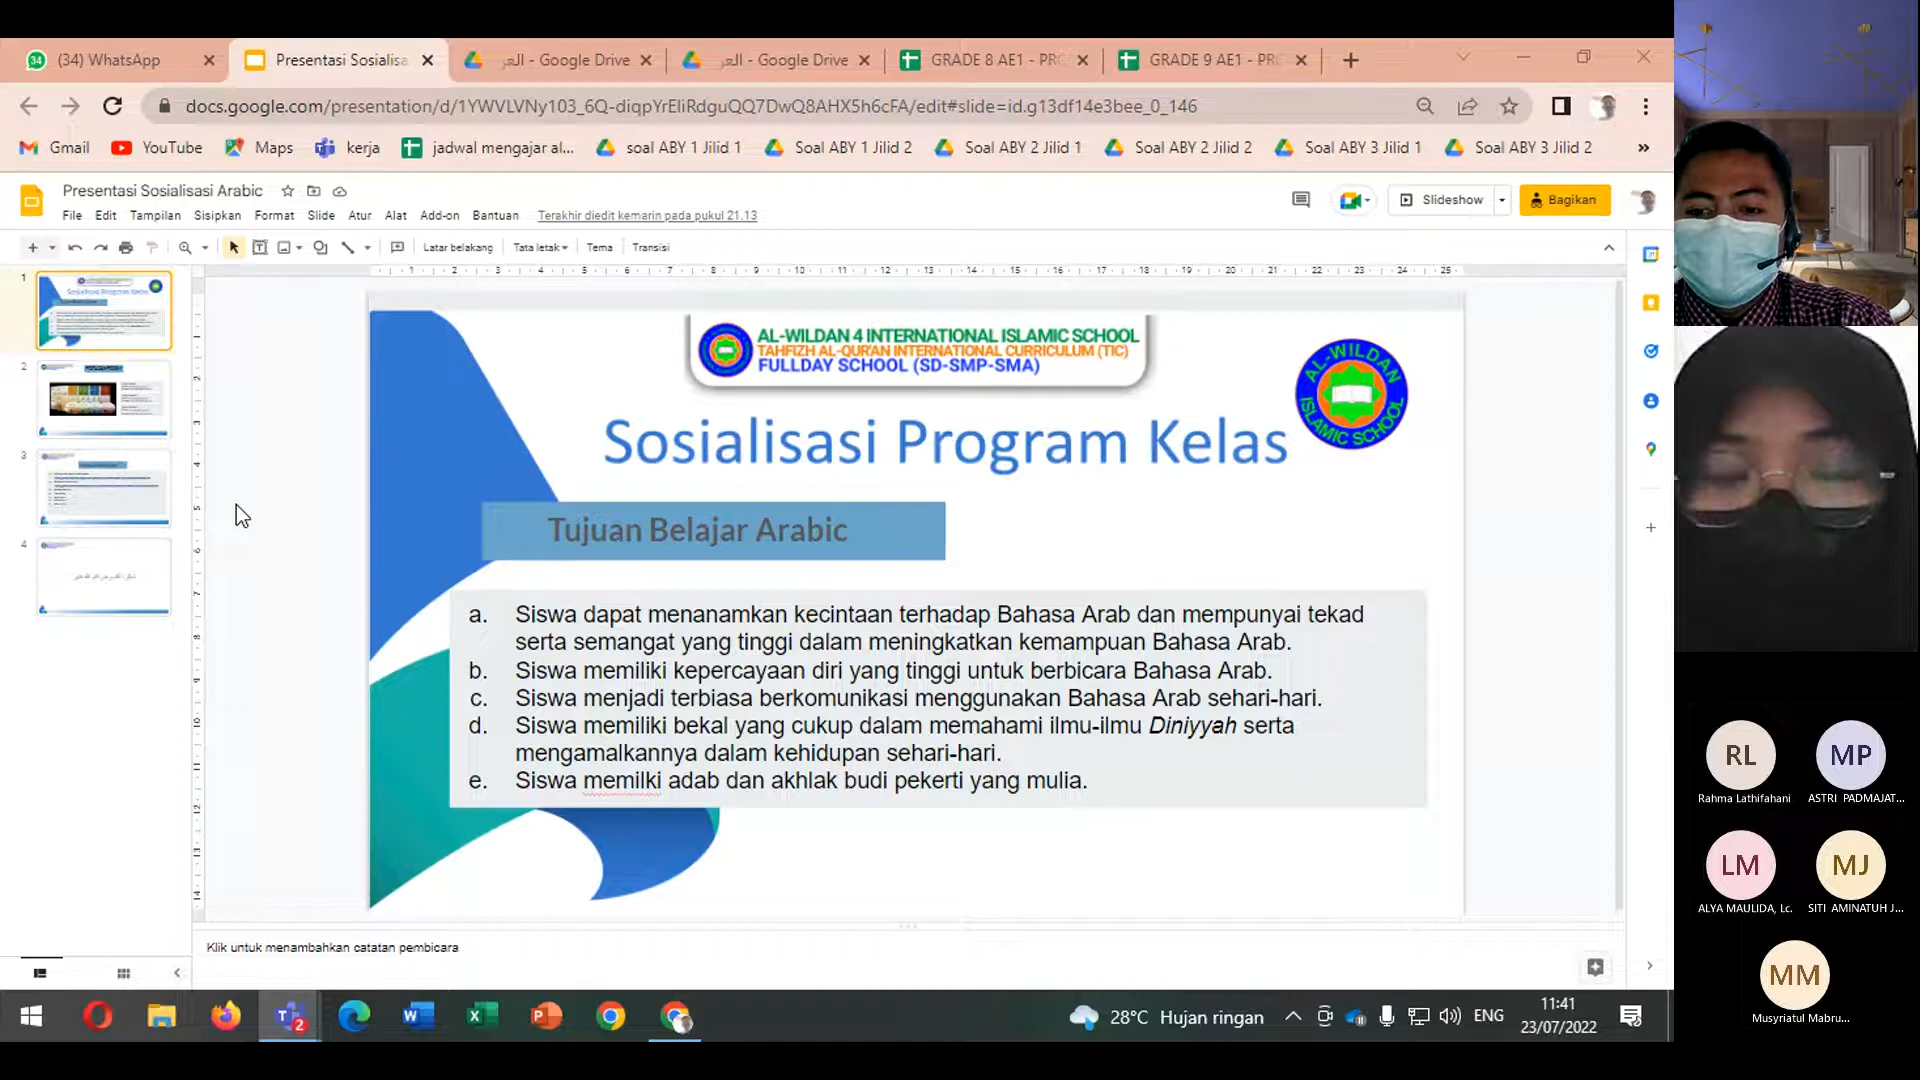 (34) WhatsApp
Presentasi Sosialisa
العر - Google Drive
العر - Google Drive
GRADE 8 AE1 - PR
GRADE 9 AE1 - PR
docs.google.com/presentation/d/1YWVLVNy103_6Q-diqpYrEliRdguQQ7DwQ8AHX5h6cFA/edit#slide=id.g13df14e3bee_0_146
Gmail
YouTube
Maps
kerja
jadwal mengajar al...
soal ABY 1 Jilid 1
Soal ABY 1 Jilid 2
Soal ABY 2 Jilid 1
Soal ABY 2 Jilid 2
Soal ABY 3 Jilid 1
Soal ABY 3 Jilid 2
Presentasi Sosialisasi Arabic
File Edit Tampilan Sisipkan Format Slide Atur Alat Add-on Bantuan Terakhir diedit kemarin pada pukul 21.13
Slideshow
Bagikan
Latar belakang Tata letak Tema Transisi
AL-WILDAN 4 INTERNATIONAL ISLAMIC SCHOOL
TAHFIZH AL-QUR'AN INTERNATIONAL CURRICULUM (TIC)
FULLDAY SCHOOL (SD-SMP-SMA)
AL-WILDAN
ISLAMIC SCHOOL
Sosialisasi Program Kelas
Tujuan Belajar Arabic
a. Siswa dapat menanamkan kecintaan terhadap Bahasa Arab dan mempunyai tekad
serta semangat yang tinggi dalam meningkatkan kemampuan Bahasa Arab.
b. Siswa memiliki kepercayaan diri yang tinggi untuk berbicara Bahasa Arab.
c. Siswa menjadi terbiasa berkomunikasi menggunakan Bahasa Arab sehari-hari.
d. Siswa memiliki bekal yang cukup dalam memahami ilmu-ilmu Diniyyah serta
mengamalkannya dalam kehidupan sehari-hari.
e. Siswa memilki adab dan akhlak budi pekerti yang mulia.
1
2
3
4
Klik untuk menambahkan catatan pembicara
RL
Rahma Lathifahani
MP
ASTRI PADMAJAT...
LM
ALYA MAULIDA, Lc.
MJ
SITI AMINATUH J...
MM
Musyriatul Mabru...
28°C Hujan ringan
ENG
11:41
23/07/2022